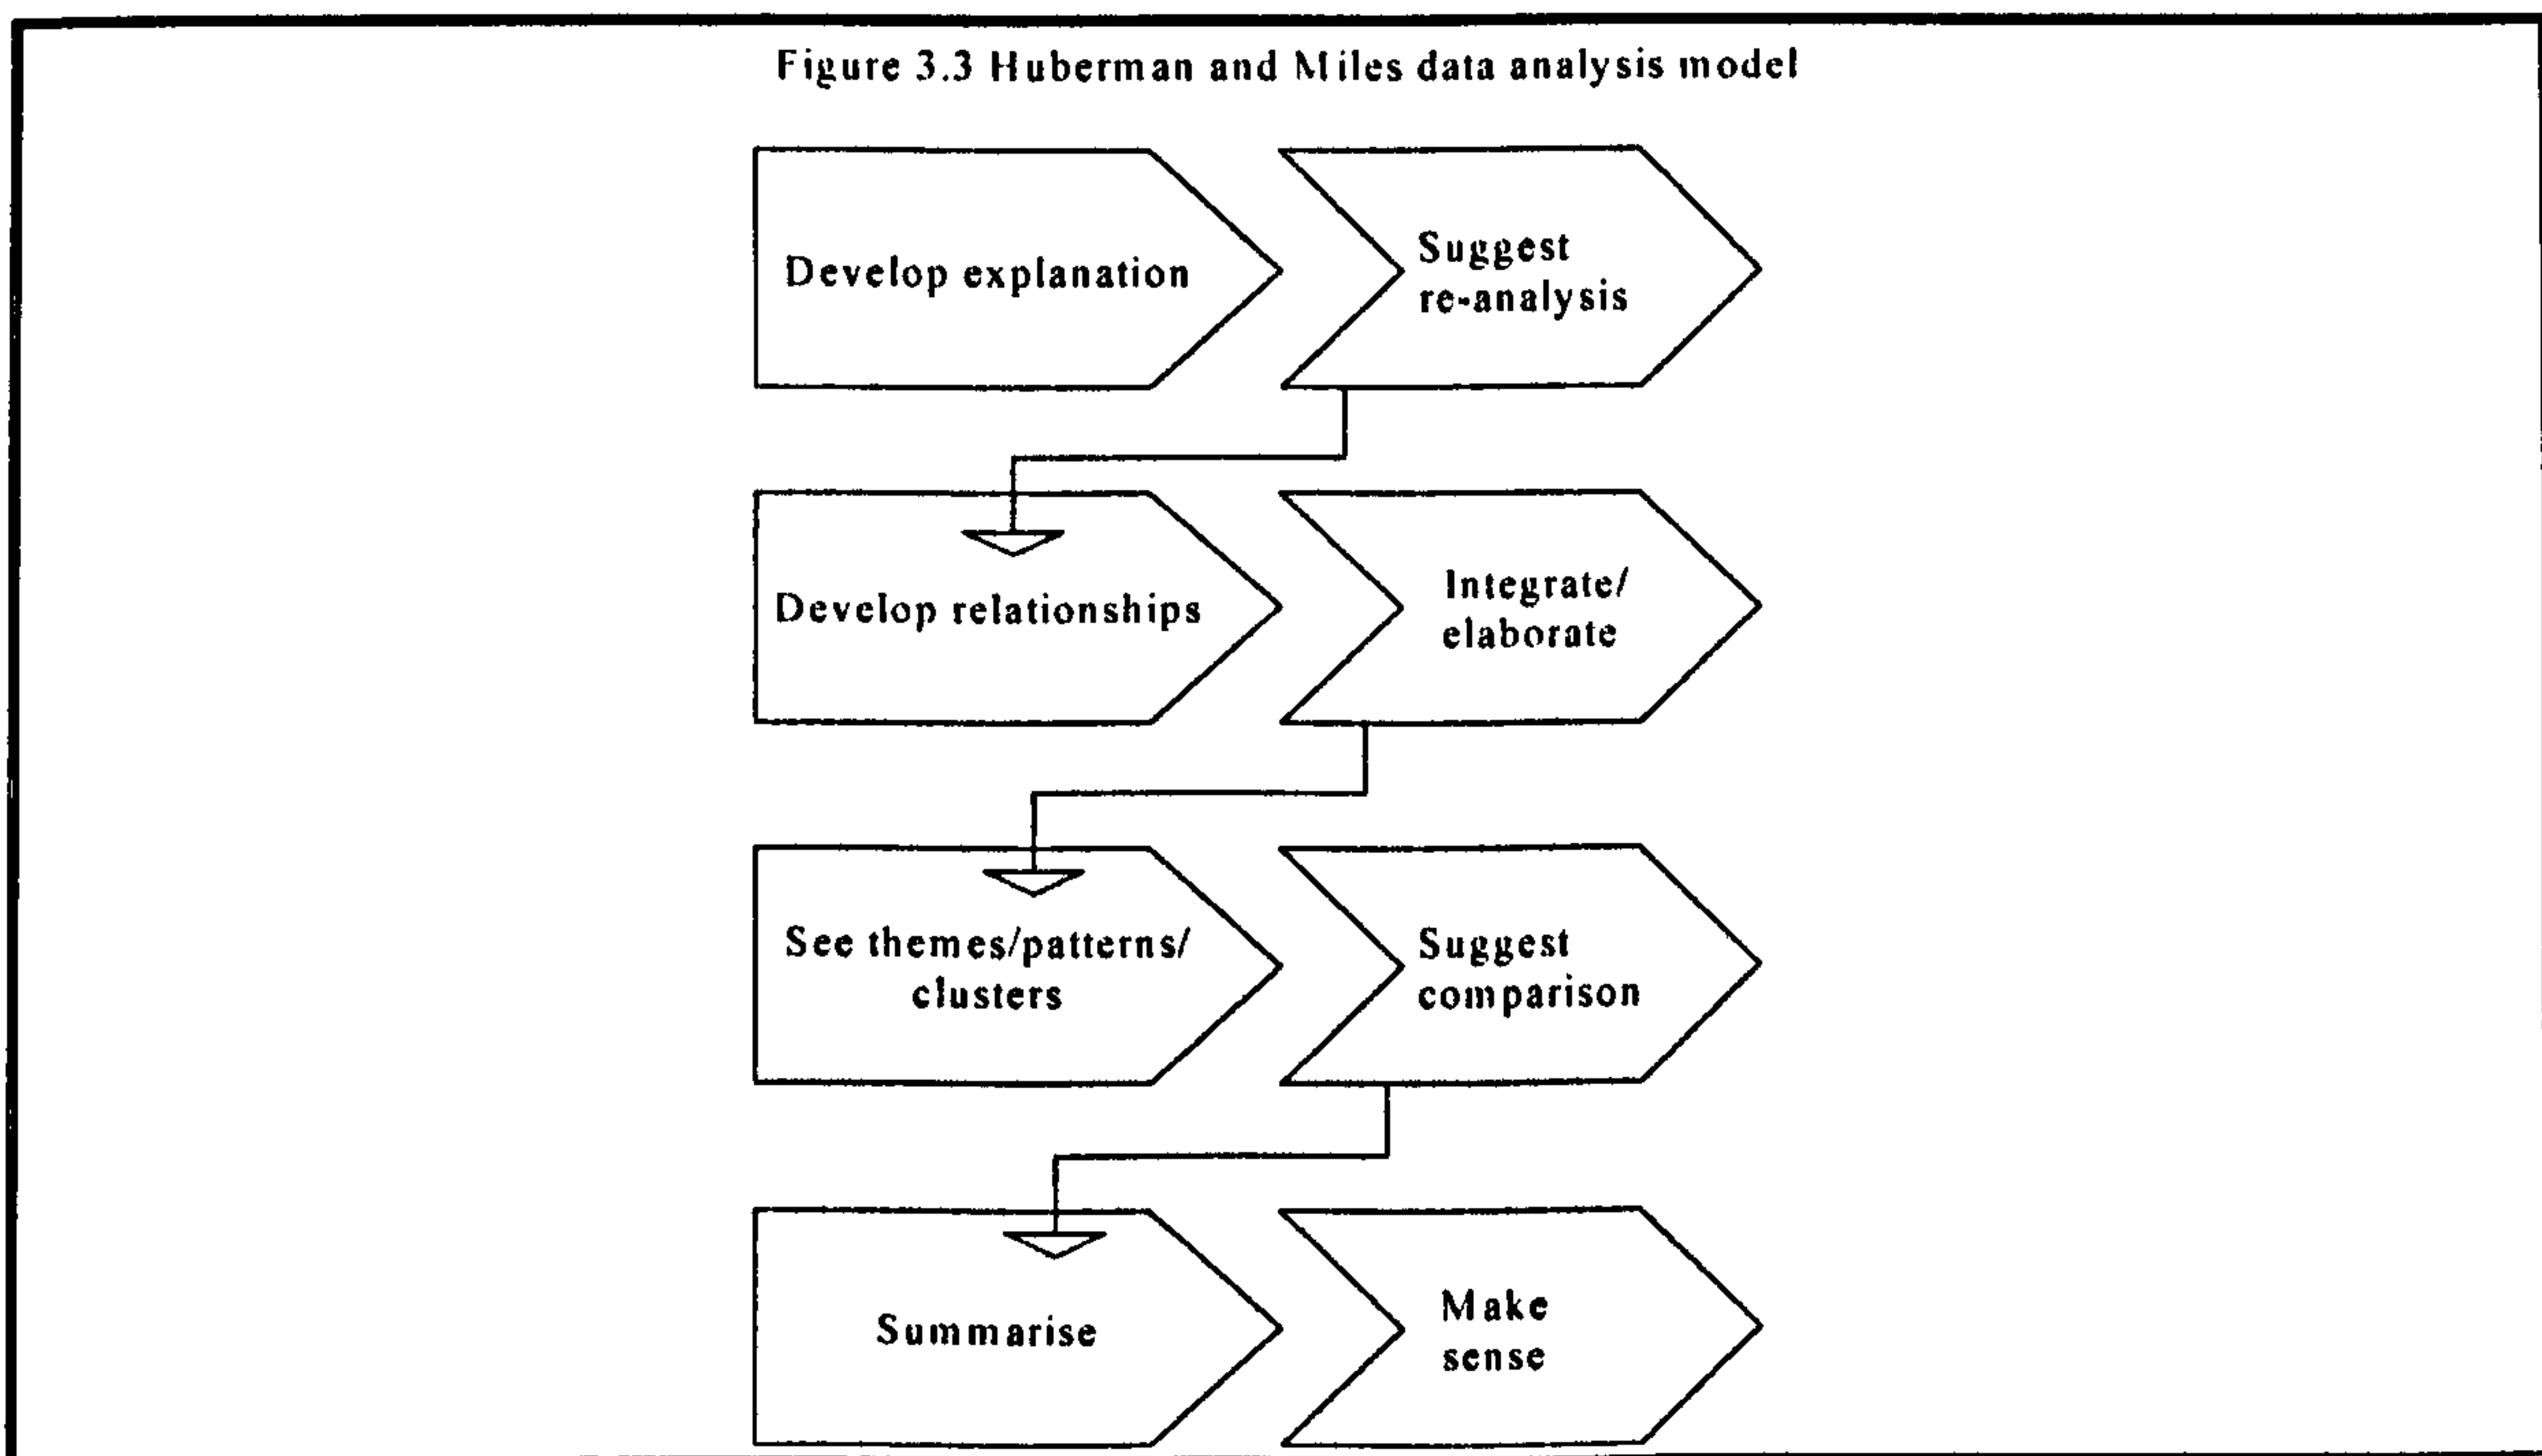 Figure 3.3 Huberman and Miles data analysis model
Develop explanation
Suggest
re-analysis
Develop relationships
Integrate/
elaborate
See themes/patterns/
clusters
Suggest
comparison
Summarise
Make
sense